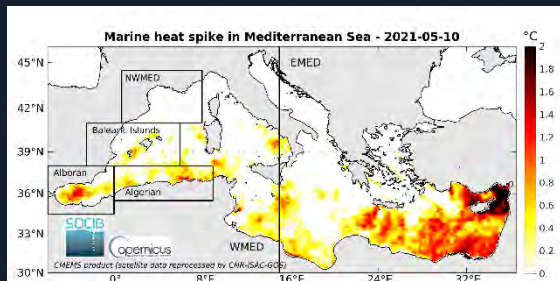 Marine heat spike in Mediterranean Sea - 2021-05-10
°C
45°N
42°N
39°N
36°N
33°N
30°N
NWMED
EMED
Balearic Islands
Alboran
Algerian
WMED
SOCIB
Copernicus
CMEMS product (satellite data reprocessed by CNR-ISAC-GOS)
0°
8°E
16°E
24°E
32°E
2
1.8
1.6
1.4
1.2
1
0.8
0.6
0.4
0.2
0